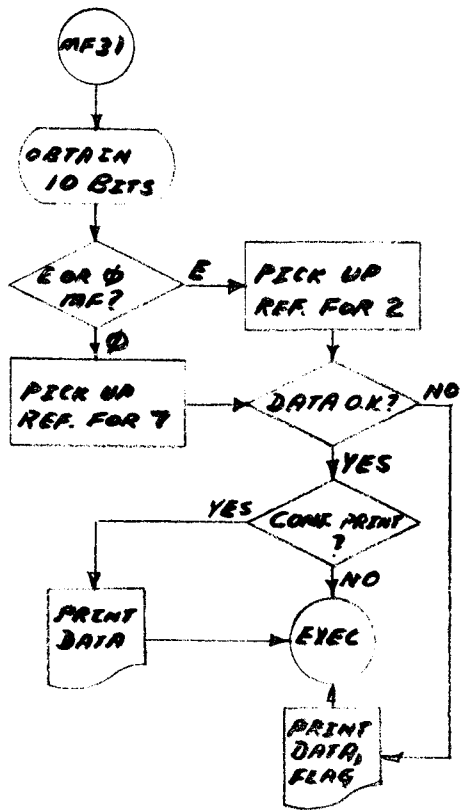 MF31
OBTAIN
10 BITS
E OR Ø
MF?
E
PICK UP
REF. FOR 2
Ø
PICK UP
REF. FOR 7
DATA O.K?
NO
YES
CONT. PRINT
?
YES
NO
PRINT
DATA
EXEC
PRINT
DATA,
FLAG